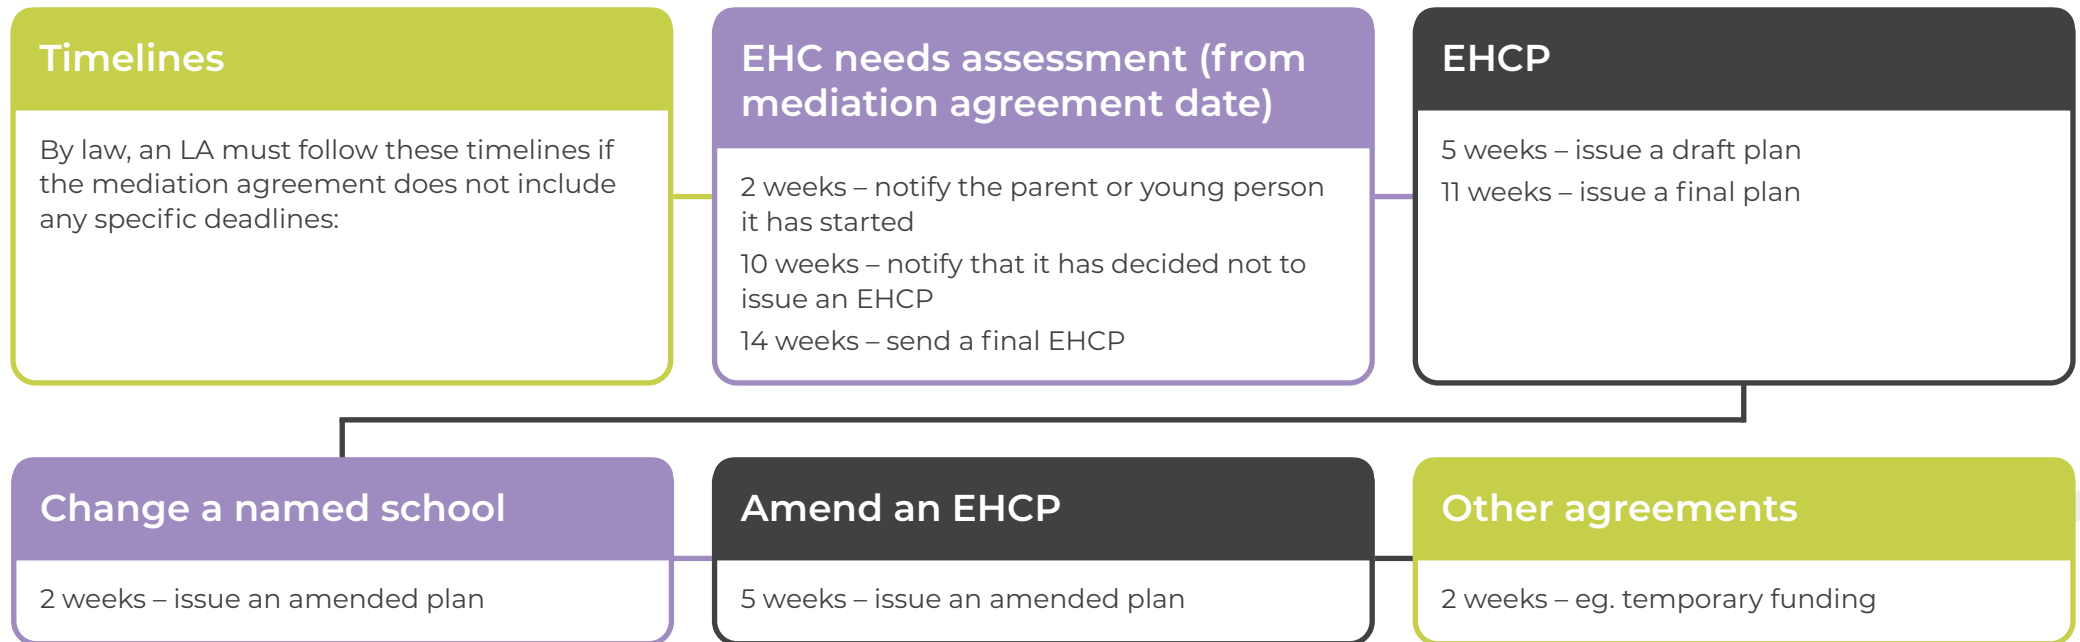 Timelines
By law, an LA must follow these timelines if
the mediation agreement does not include
any specific deadlines:
EHC needs assessment (from
mediation agreement date)
2 weeks – notify the parent or young person
it has started
10 weeks – notify that it has decided not to
issue an EHCP
14 weeks – send a final EHCP
EHCP
5 weeks – issue a draft plan
11 weeks – issue a final plan
Change a named school
2 weeks – issue an amended plan
Amend an EHCP
5 weeks – issue an amended plan
Other agreements
2 weeks – eg. temporary funding